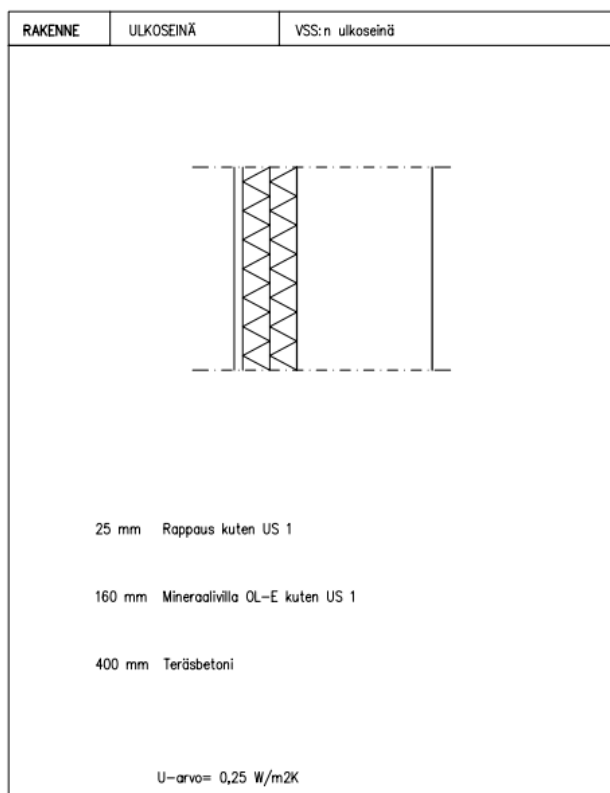 RAKENNE ULKOSEINÄ VSS:n ulkoseinä
25 mm Rappaus kuten US 1
160 mm Mineraalivilla OL-E kuten US 1
400 mm Teräsbetoni
U-arvo= 0,25 W/m2K